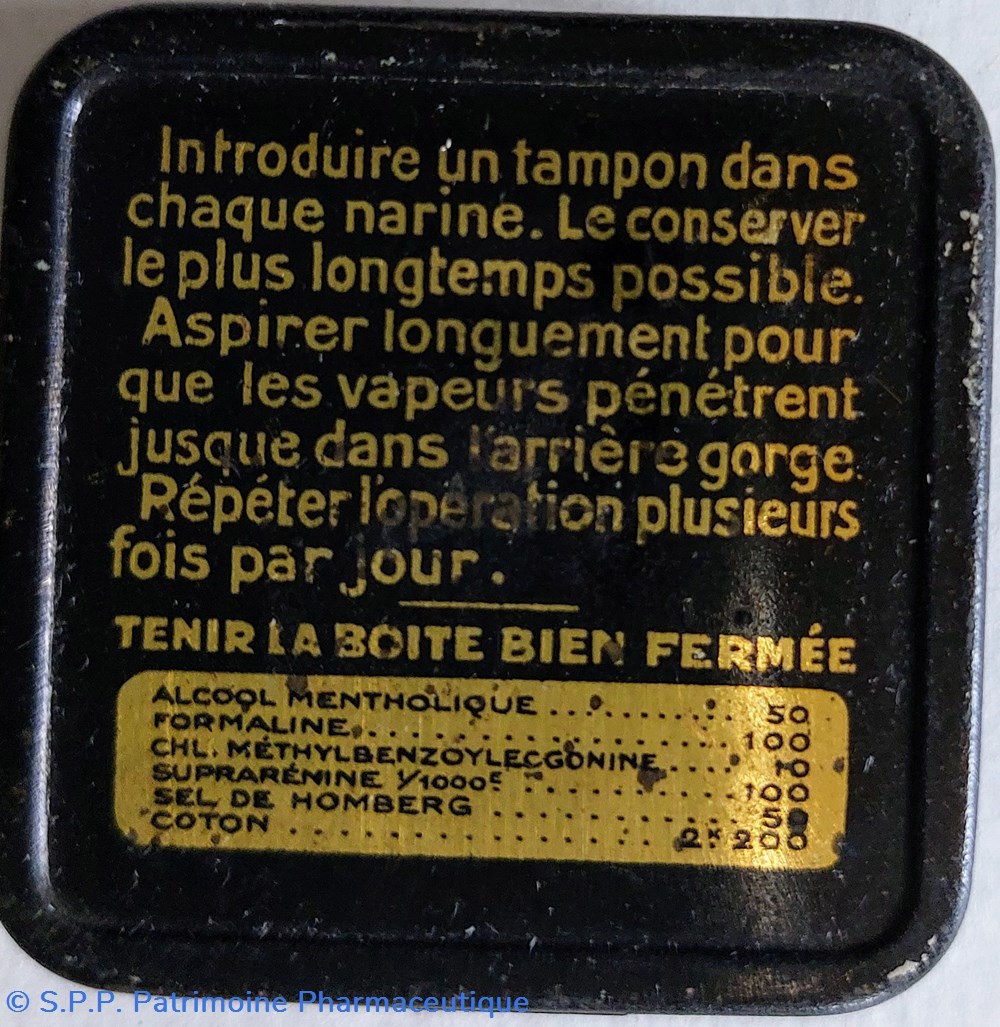 Introduire un tampon dans
chaque narine. Le conserver
le plus longtemps possible.
Aspirer longuement pour
que les vapeurs pénétrent
jusque dans l'arrière gorge.
Répéter l'opération plusieurs
fois par jour.
TENIR LA BOITE BIEN FERMÉE
ALCOOL MENTHOLIQUE ........... 50
FORMALINE .................... 100
CHL. MÉTHYLBENZOYLECGONINE .... 10
SUPRARÉNINE 1/1000E ........... 100
SEL DE HOMBERG ...............
COTON .................. 2K 200
© S.P.P. Patrimoine Pharmaceutique